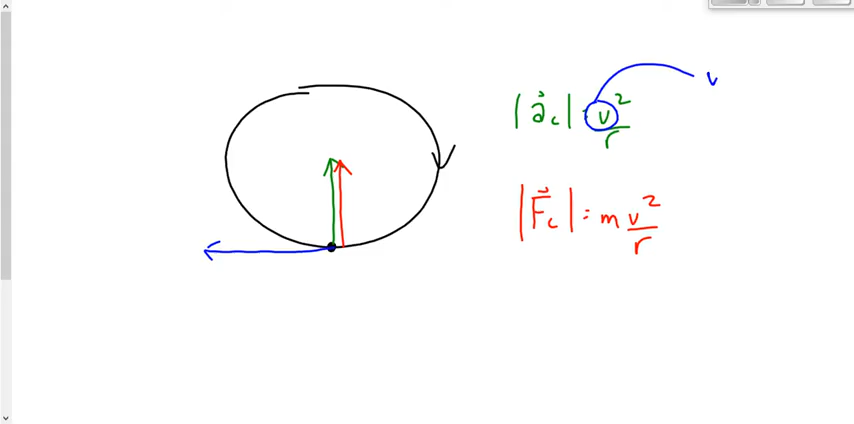 v
|a⃗c| = v²/r
|F⃗c| = m v²/r